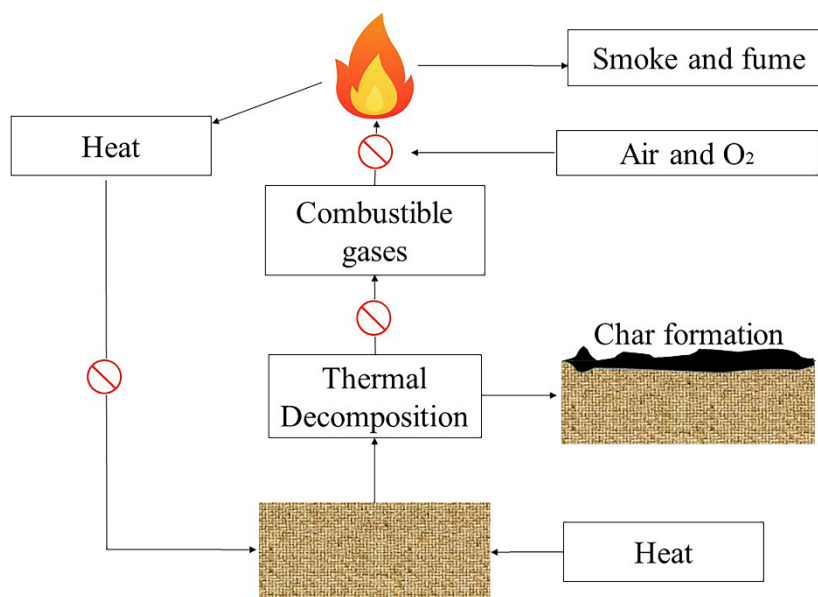 Smoke and fume
Heat
Air and O₂
Combustible
gases
Char formation
Thermal
Decomposition
Heat